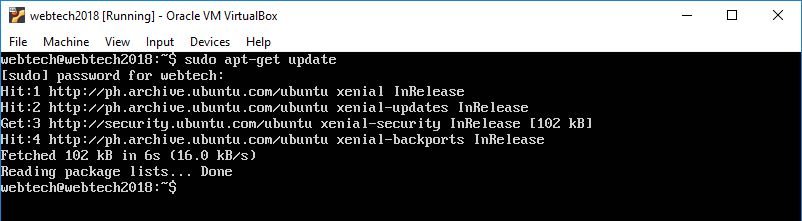 webtech2018 [Running] - Oracle VM VirtualBox
File Machine View Input Devices Help
webtech@webtech2018:~$ sudo apt-get update
[sudo] password for webtech:
Hit:1 http://ph.archive.ubuntu.com/ubuntu xenial InRelease
Hit:2 http://ph.archive.ubuntu.com/ubuntu xenial-updates InRelease
Get:3 http://security.ubuntu.com/ubuntu xenial-security InRelease [102 kB]
Hit:4 http://ph.archive.ubuntu.com/ubuntu xenial-backports InRelease
Fetched 102 kB in 6s (16.0 kB/s)
Reading package lists... Done
webtech@webtech2018:~$